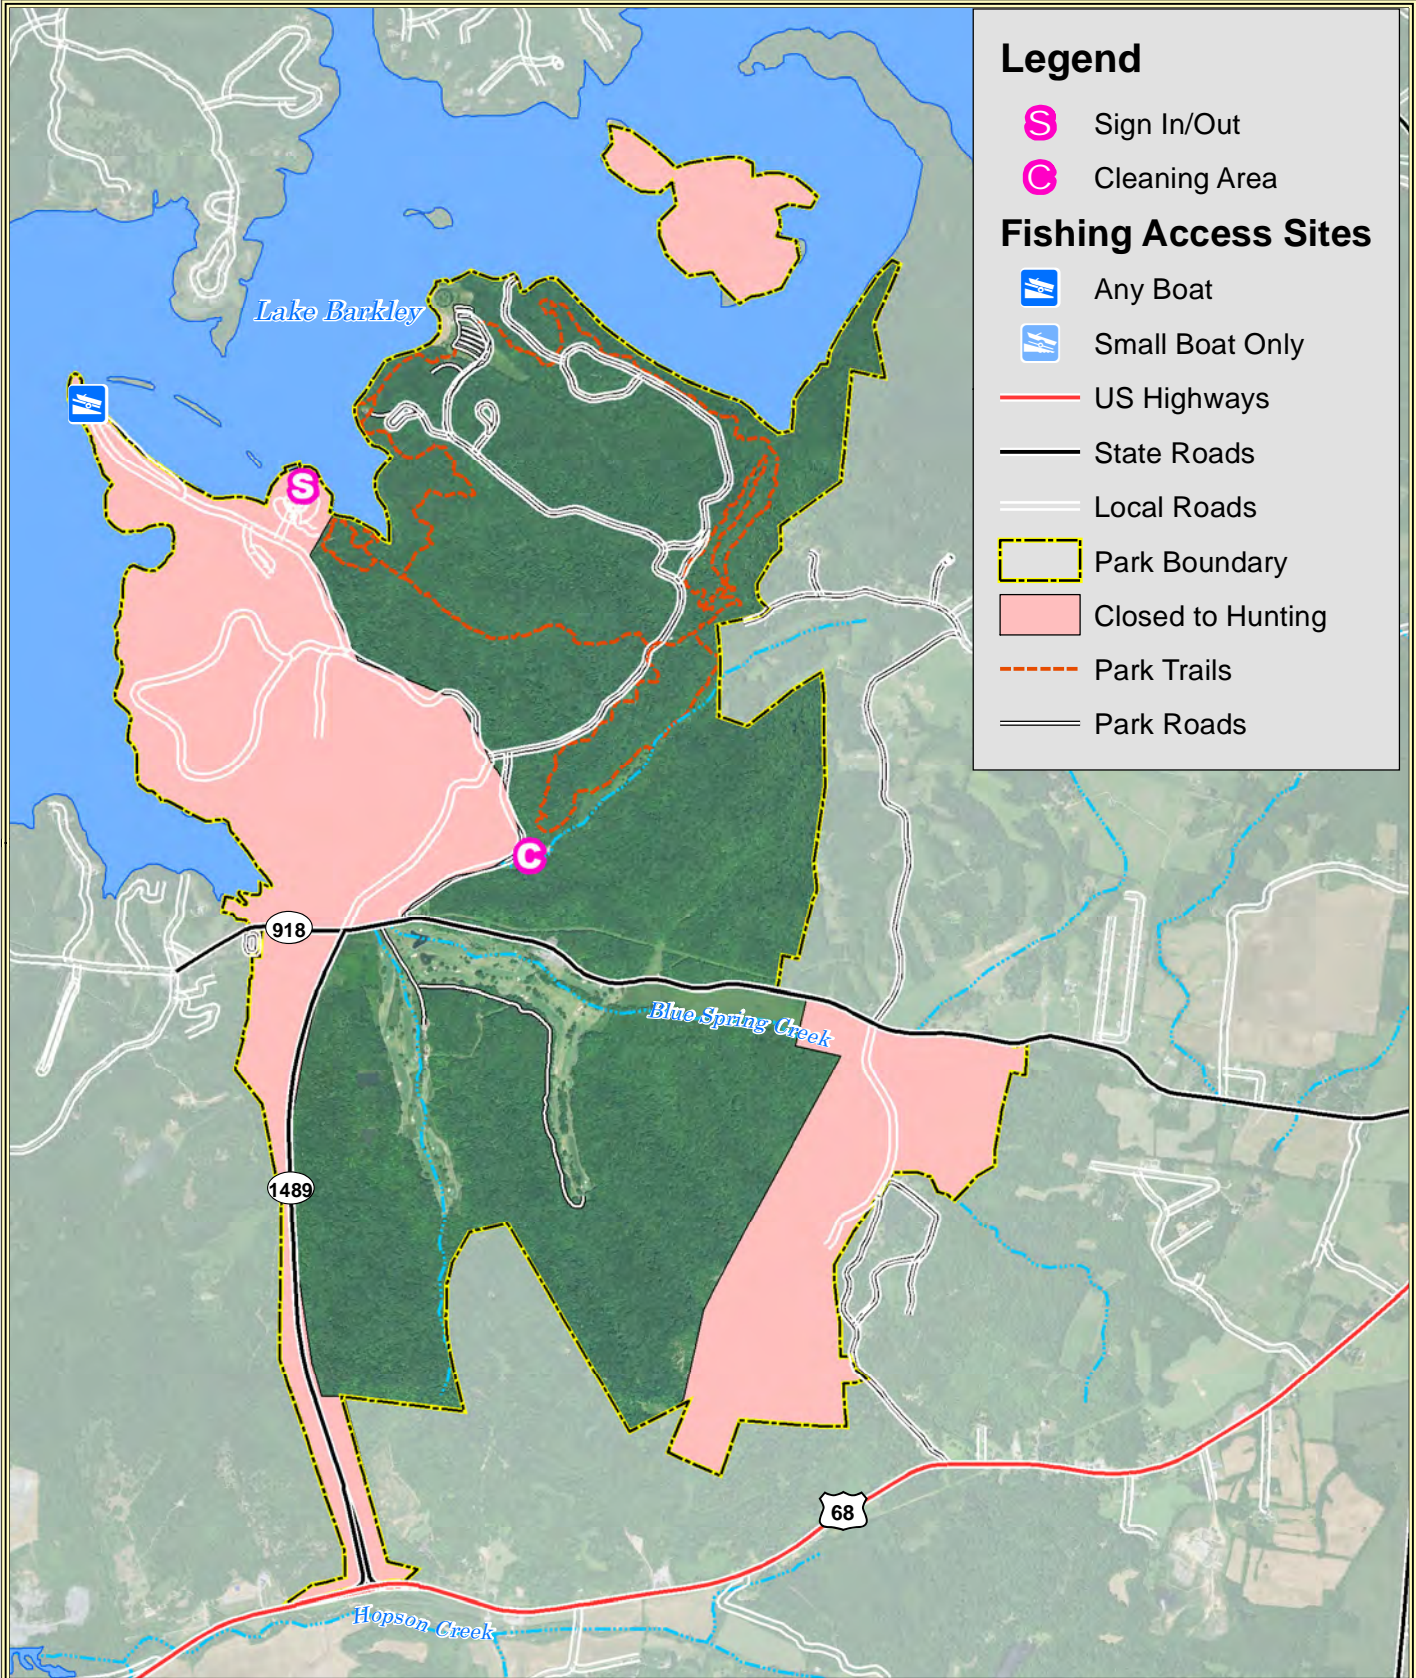 Legend
S Sign In/Out
C Cleaning Area
Fishing Access Sites
Any Boat
Small Boat Only
US Highways
State Roads
Local Roads
Park Boundary
Closed to Hunting
Park Trails
Park Roads
Lake Barkley
S
C
918
Blue Spring Creek
1489
68
Hopson Creek